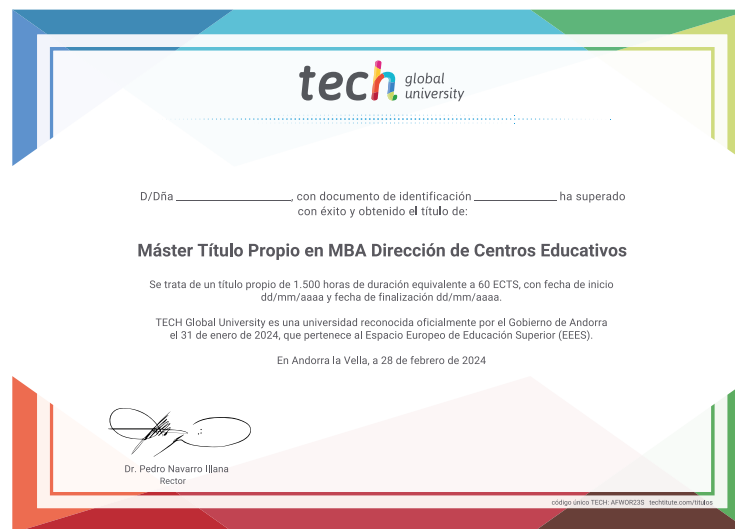 tech global university
D/Dña ____________________, con documento de identificación ______________ ha superado
con éxito y obtenido el título de:
Máster Título Propio en MBA Dirección de Centros Educativos
Se trata de un título propio de 1.500 horas de duración equivalente a 60 ECTS, con fecha de inicio
dd/mm/aaaa y fecha de finalización dd/mm/aaaa.
TECH Global University es una universidad reconocida oficialmente por el Gobierno de Andorra
el 31 de enero de 2024, que pertenece al Espacio Europeo de Educación Superior (EEES).
En Andorra la Vella, a 28 de febrero de 2024
Dr. Pedro Navarro Illana
Rector
código único TECH: AFWOR23S techtitute.com/titulos